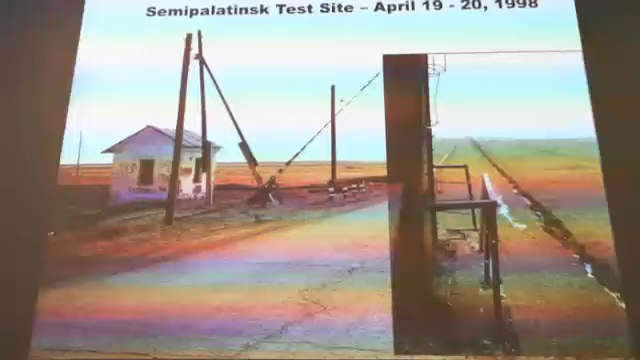 Semipalatinsk Test Site – April 19 - 20, 1998